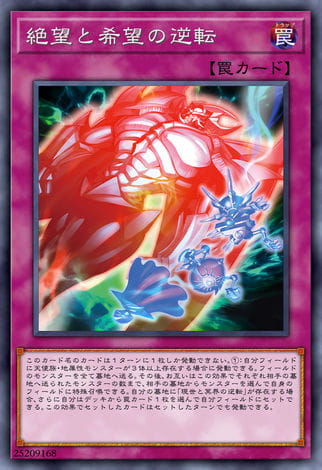 絶望と希望の逆転
トラップ
罠
【罠カード】
このカード名のカードは１ターンに１枚しか発動できない。①：自分フィールド
に天使族・地属性モンスターが３体以上存在する場合に発動できる。フィールド
のモンスターを全て墓地へ送る。その後、お互いはこの効果でそれぞれ相手の墓
地へ送られたモンスターの数まで、相手の墓地からモンスターを選んで自身の
フィールドに特殊召喚できる。自分の墓地に「現世と冥界の逆転」が存在する場
合、さらに自分はデッキから罠カード１枚を自分フィールドにセットできる。こ
の効果でセットしたカードはセットしたターンでも発動できる。
25209168